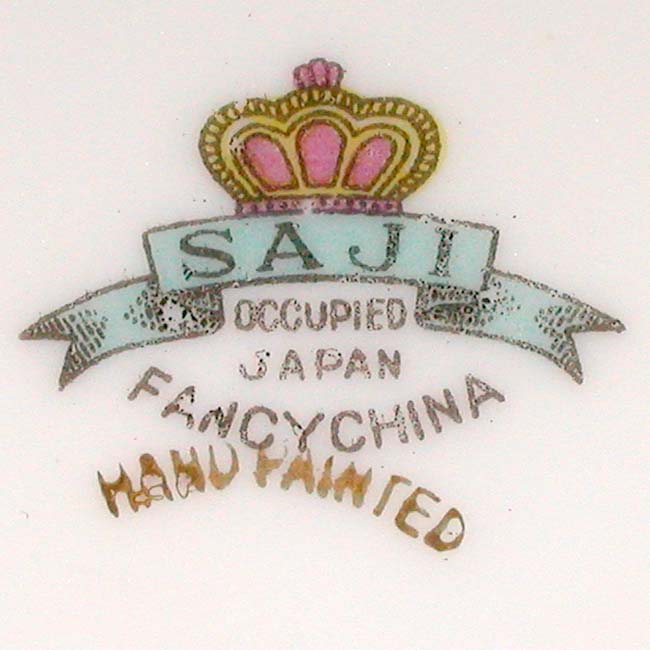 SAJI
OCCUPIED
JAPAN
FANCYCHINA
HAND PAINTED